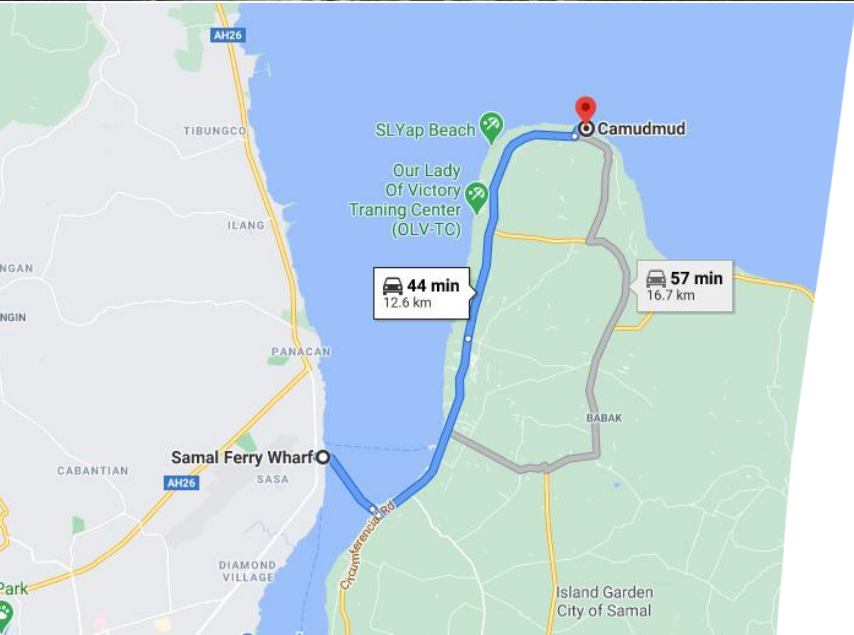 AH26
TIBUNGCO
SLYap Beach
Camudmud
Our Lady
Of Victory
Traning Center
(OLV-TC)
ILANG
NGAN
44 min
12.6 km
57 min
16.7 km
NGIN
PANACAN
BABAK
Samal Ferry Wharf
CABANTIAN
AH26
SASA
Circumferencial Rd
DIAMOND
VILLAGE
Park
Island Garden
City of Samal